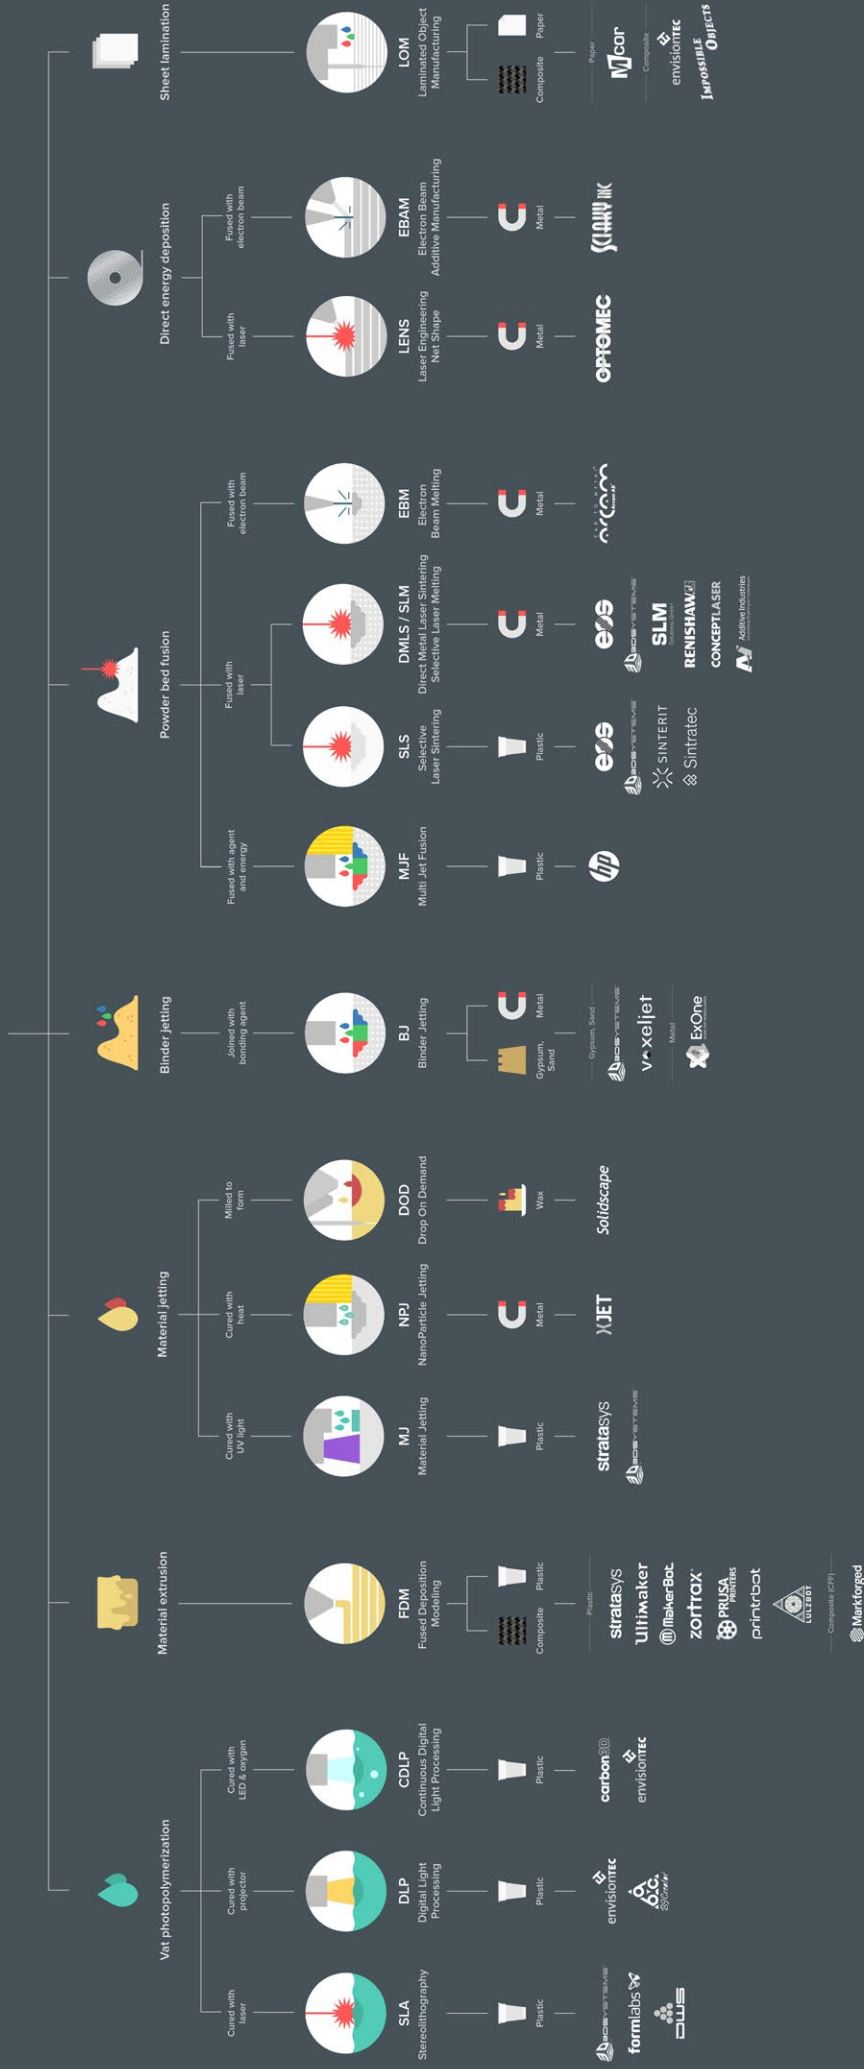 Vat photopolymerization
Cured with
laser
SLA
Stereolithography
Plastic
3DSYSTEMS
formlabs
DWS
Cured with
projector
DLP
Digital Light
Processing
Plastic
envisionTEC
Cured with
LED & oxygen
CDLP
Continuous Digital
Light Processing
Plastic
carbon3D
envisionTEC
Material extrusion
FDM
Fused Deposition
Modeling
Composite
Plastic
Plastic
stratasys
Ultimaker
MakerBot
zortrax
PRUSA
PRINTERS
printrbot
LULZBOT
Composite (CFF)
Markforged
Material jetting
Cured with
UV light
MJ
Material Jetting
Plastic
stratasys
3DSYSTEMS
Cured with
heat
NPJ
NanoParticle Jetting
Metal
XJET
Milled to
form
DOD
Drop On Demand
Wax
Solidscape
Binder jetting
Joined with
bonding agent
BJ
Binder Jetting
Gypsum,
Sand
Metal
Gypsum, Sand
3DSYSTEMS
voxeljet
Metal
ExOne
Powder bed fusion
Fused with agent
and energy
MJF
Multi Jet Fusion
Plastic
hp
Fused with
laser
SLS
Selective
Laser Sintering
Plastic
eos
3DSYSTEMS
SINTERIT
Sintratec
DMLS / SLM
Direct Metal Laser Sintering
Selective Laser Melting
Metal
eos
3DSYSTEMS
SLM
RENISHAW
CONCEPTLASER
Additive Industries
Fused with
electron beam
EBM
Electron
Beam Melting
Metal
CAD TO METAL
arcam
Direct energy deposition
Fused with
laser
LENS
Laser Engineering
Net Shape
Metal
OPTOMEC
Fused with
electron beam
EBAM
Electron Beam
Additive Manufacturing
Metal
SCIAKY INC
Sheet lamination
LOM
Laminated Object
Manufacturing
Composite
Paper
Paper
Mcor
Composite
envisionTEC
IMPOSSIBLE
OBJECTS